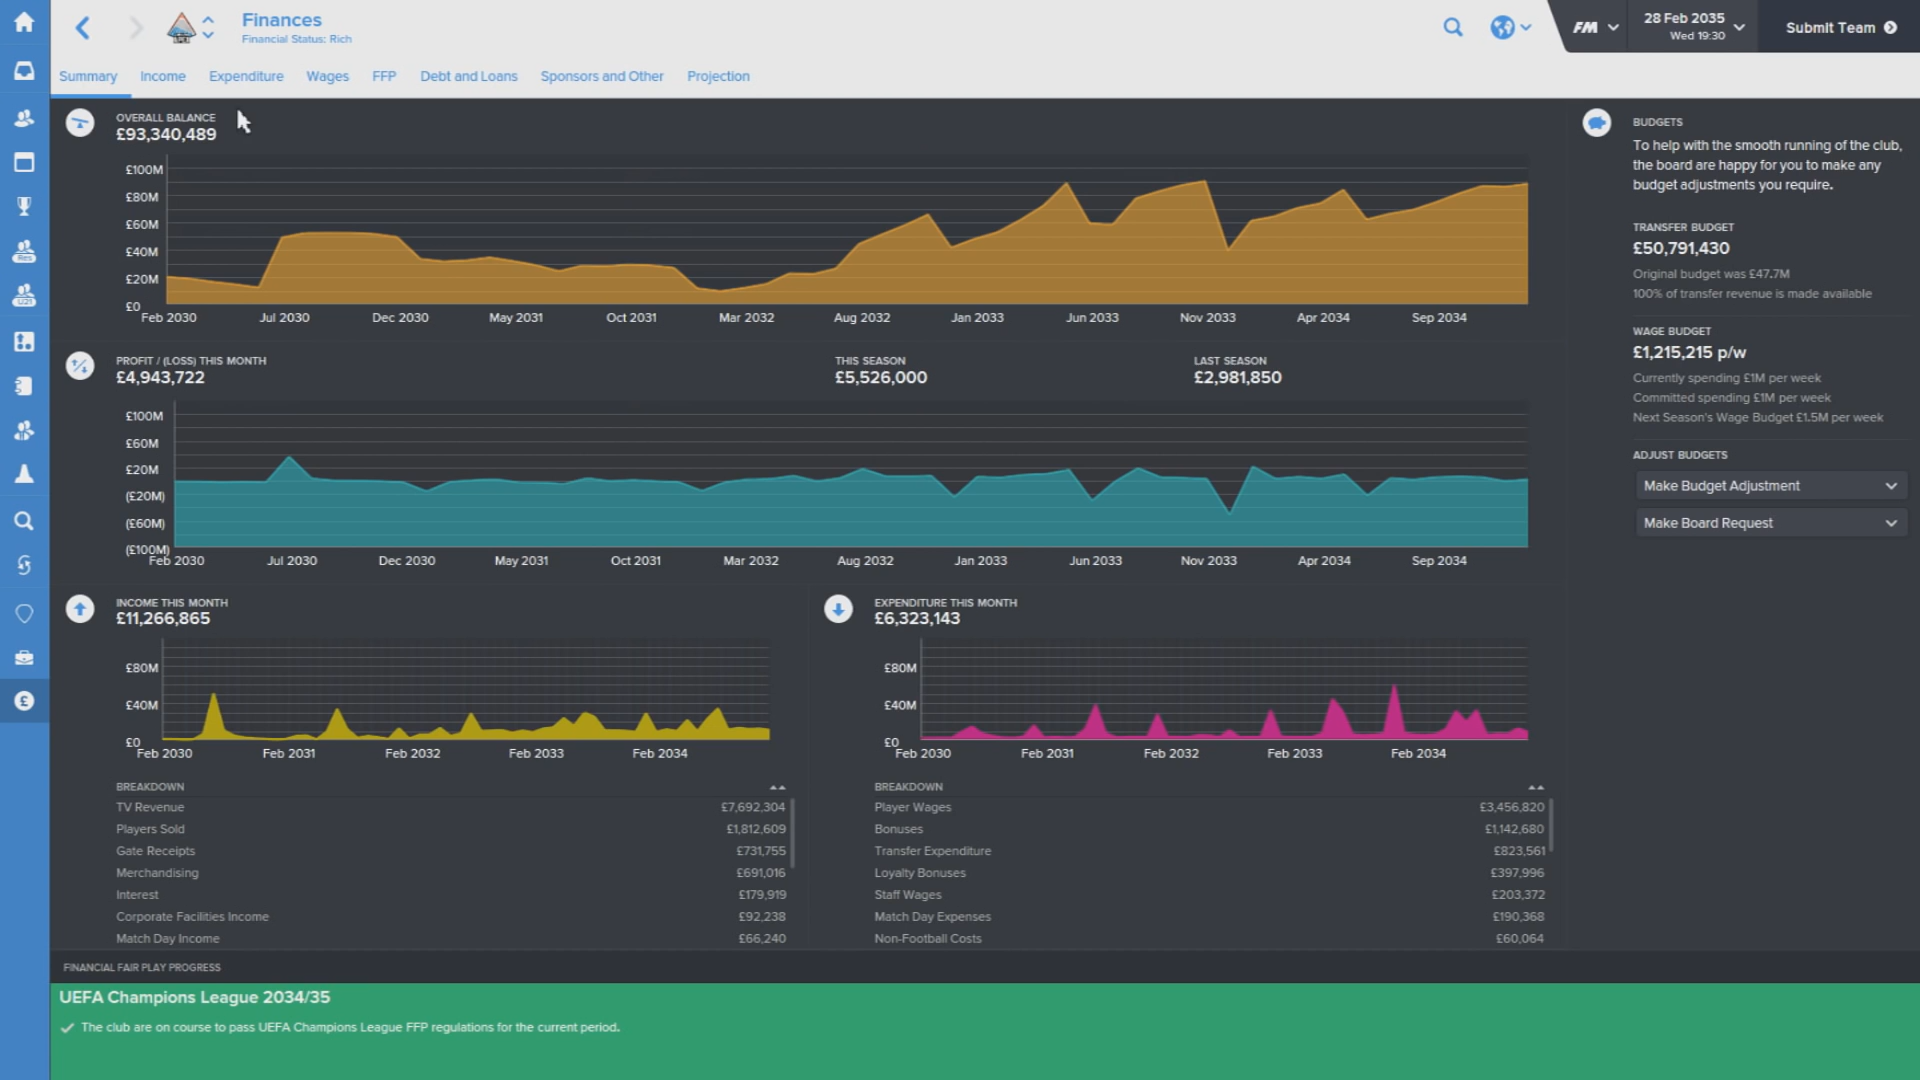 Finances
Financial Status: Rich
FM
28 Feb 2035
Wed 19:30
Submit Team
Summary
Income
Expenditure
Wages
FFP
Debt and Loans
Sponsors and Other
Projection
OVERALL BALANCE
£93,340,489
£100M
£80M
£60M
£40M
£20M
£0
Feb 2030 Jul 2030 Dec 2030 May 2031 Oct 2031 Mar 2032 Aug 2032 Jan 2033 Jun 2033 Nov 2033 Apr 2034 Sep 2034
PROFIT / (LOSS) THIS MONTH
£4,943,722
THIS SEASON
£5,526,000
LAST SEASON
£2,981,850
£100M
£60M
£20M
(£20M)
(£60M)
(£100M)
Feb 2030 Jul 2030 Dec 2030 May 2031 Oct 2031 Mar 2032 Aug 2032 Jan 2033 Jun 2033 Nov 2033 Apr 2034 Sep 2034
INCOME THIS MONTH
£11,266,865
£80M
£40M
£0
Feb 2030 Feb 2031 Feb 2032 Feb 2033 Feb 2034
BREAKDOWN
TV Revenue £7,692,304
Players Sold £1,812,609
Gate Receipts £731,755
Merchandising £691,016
Interest £179,919
Corporate Facilities Income £92,238
Match Day Income £66,240
EXPENDITURE THIS MONTH
£6,323,143
£80M
£40M
£0
Feb 2030 Feb 2031 Feb 2032 Feb 2033 Feb 2034
BREAKDOWN
Player Wages £3,456,820
Bonuses £1,142,680
Transfer Expenditure £823,561
Loyalty Bonuses £397,996
Staff Wages £203,372
Match Day Expenses £190,368
Non-Football Costs £60,064
BUDGETS
To help with the smooth running of the club,
the board are happy for you to make any
budget adjustments you require.
TRANSFER BUDGET
£50,791,430
Original budget was £47.7M
100% of transfer revenue is made available
WAGE BUDGET
£1,215,215 p/w
Currently spending £1M per week
Committed spending £1M per week
Next Season's Wage Budget £1.5M per week
ADJUST BUDGETS
Make Budget Adjustment
Make Board Request
FINANCIAL FAIR PLAY PROGRESS
UEFA Champions League 2034/35
The club are on course to pass UEFA Champions League FFP regulations for the current period.